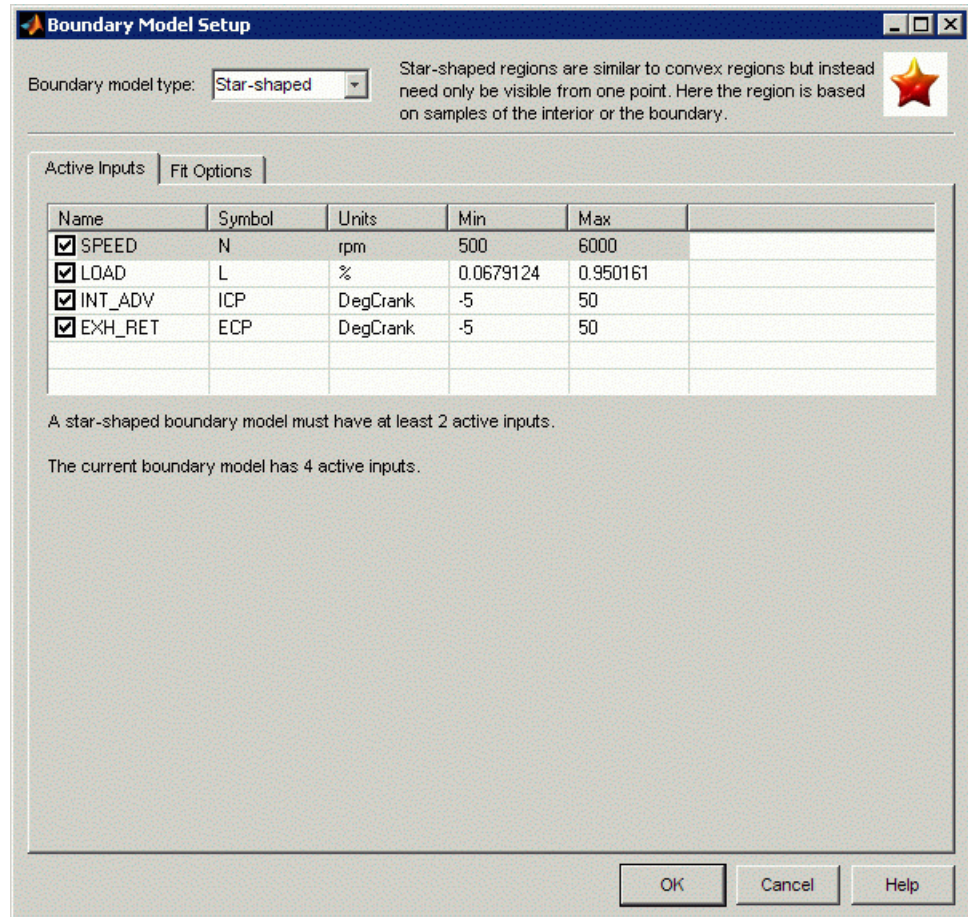 Boundary Model Setup
Boundary model type: Star-shaped
Star-shaped regions are similar to convex regions but instead
need only be visible from one point. Here the region is based
on samples of the interior or the boundary.
Active Inputs Fit Options
Name Symbol Units Min Max
SPEED N rpm 500 6000
LOAD L % 0.0679124 0.950161
INT_ADV ICP DegCrank -5 50
EXH_RET ECP DegCrank -5 50
A star-shaped boundary model must have at least 2 active inputs.
The current boundary model has 4 active inputs.
OK Cancel Help